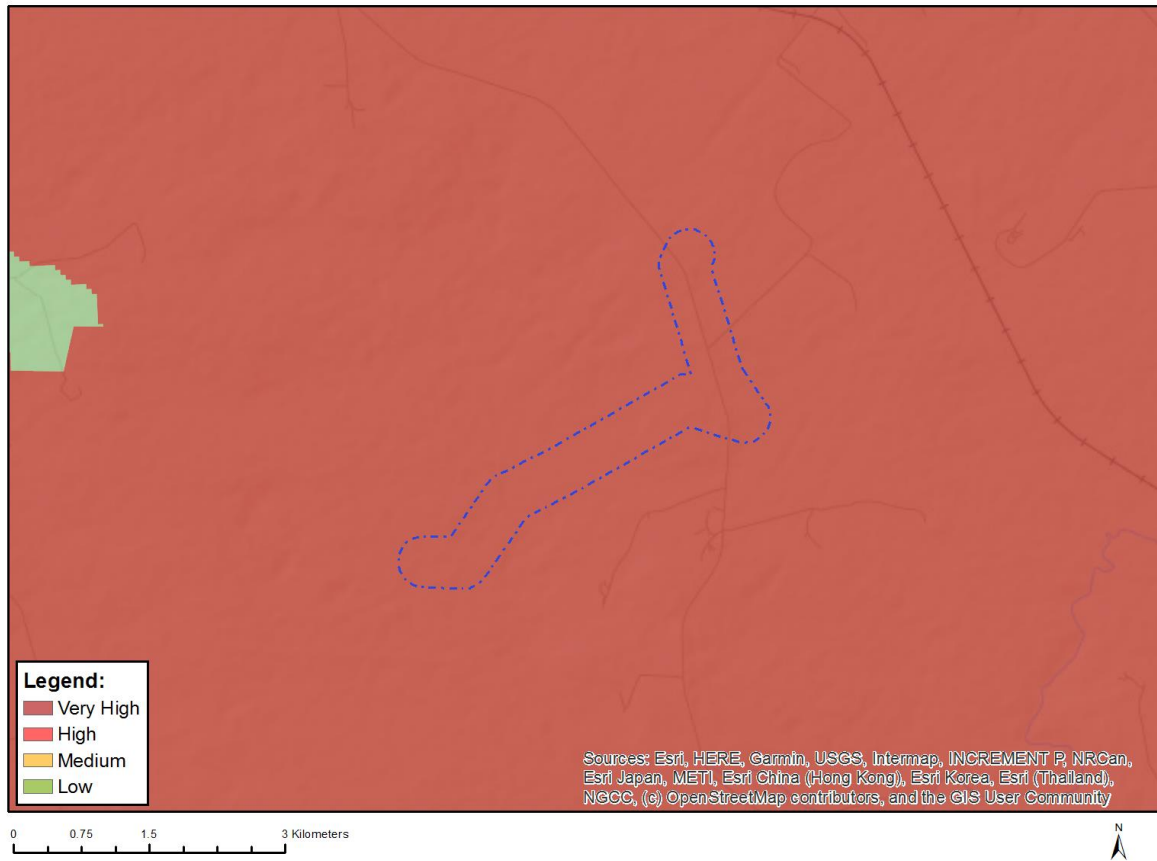 Legend:
Very High
High
Medium
Low
Sources: Esri, HERE, Garmin, USGS, Intermap, INCREMENT P, NRCan,
Esri Japan, METI, Esri China (Hong Kong), Esri Korea, Esri (Thailand),
NGCC, (c) OpenStreetMap contributors, and the GIS User Community
0 0.75 1.5 3 Kilometers
N